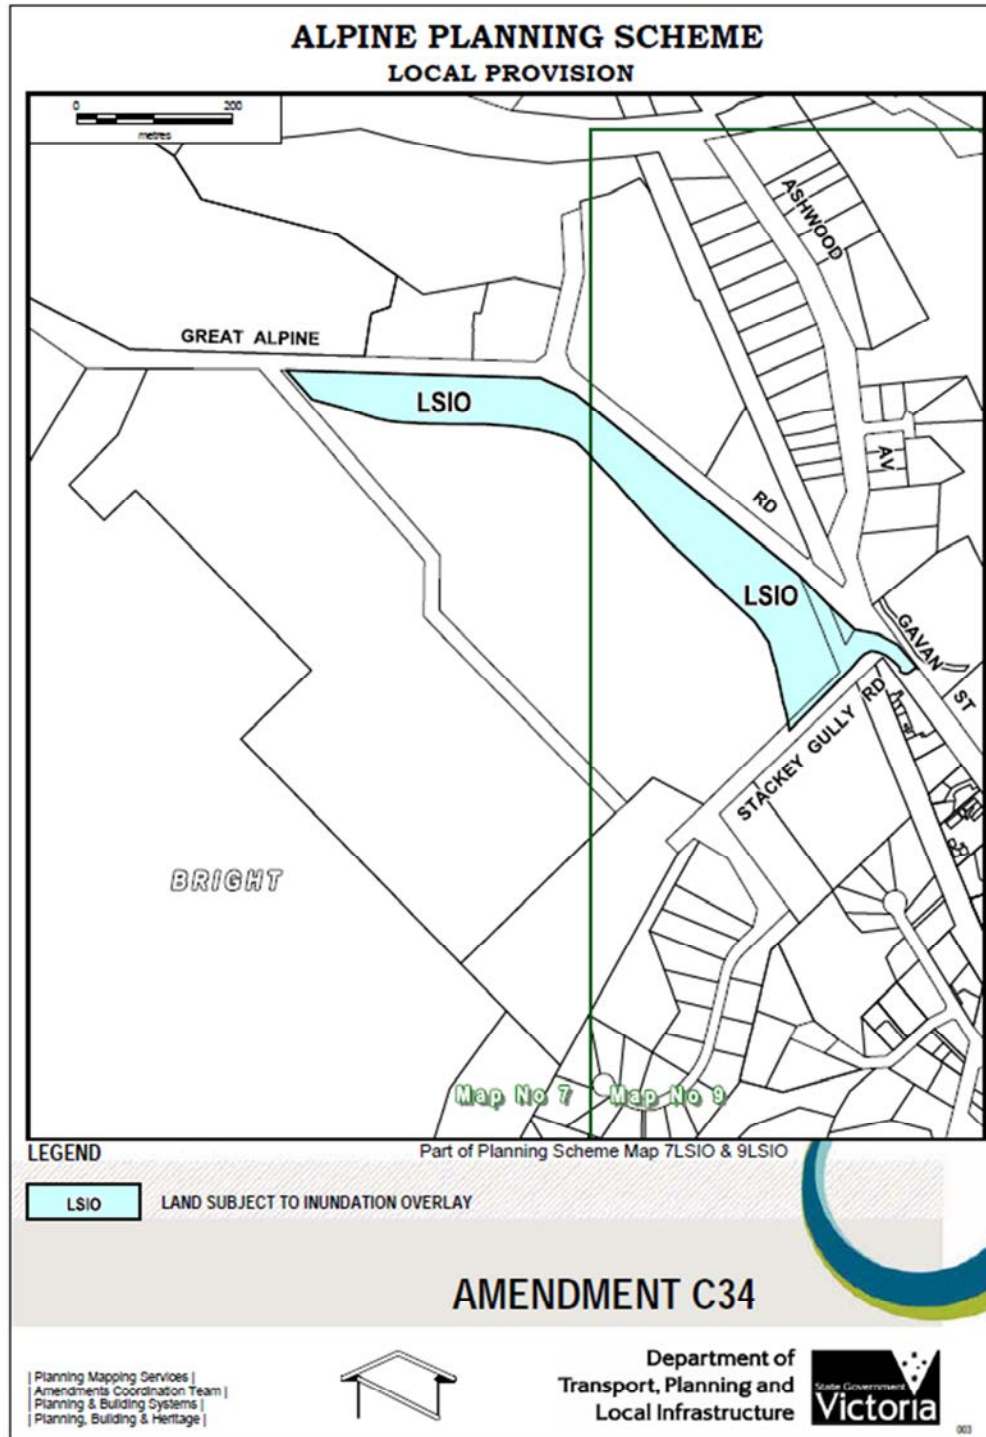 ALPINE PLANNING SCHEME
LOCAL PROVISION
0 200
metres
ASHWOOD
GREAT ALPINE
LSIO
AV
RD
LSIO
GAVAN
ST
STACKEY GULLY RD
BRIGHT
Map No 7 Map No 9
LEGEND
Part of Planning Scheme Map 7LSIO & 9LSIO
LSIO LAND SUBJECT TO INUNDATION OVERLAY
AMENDMENT C34
| Planning Mapping Services |
| Amendments Coordination Team |
| Planning & Building Systems |
| Planning, Building & Heritage |
Department of
Transport, Planning and
Local Infrastructure
State Government
Victoria
003